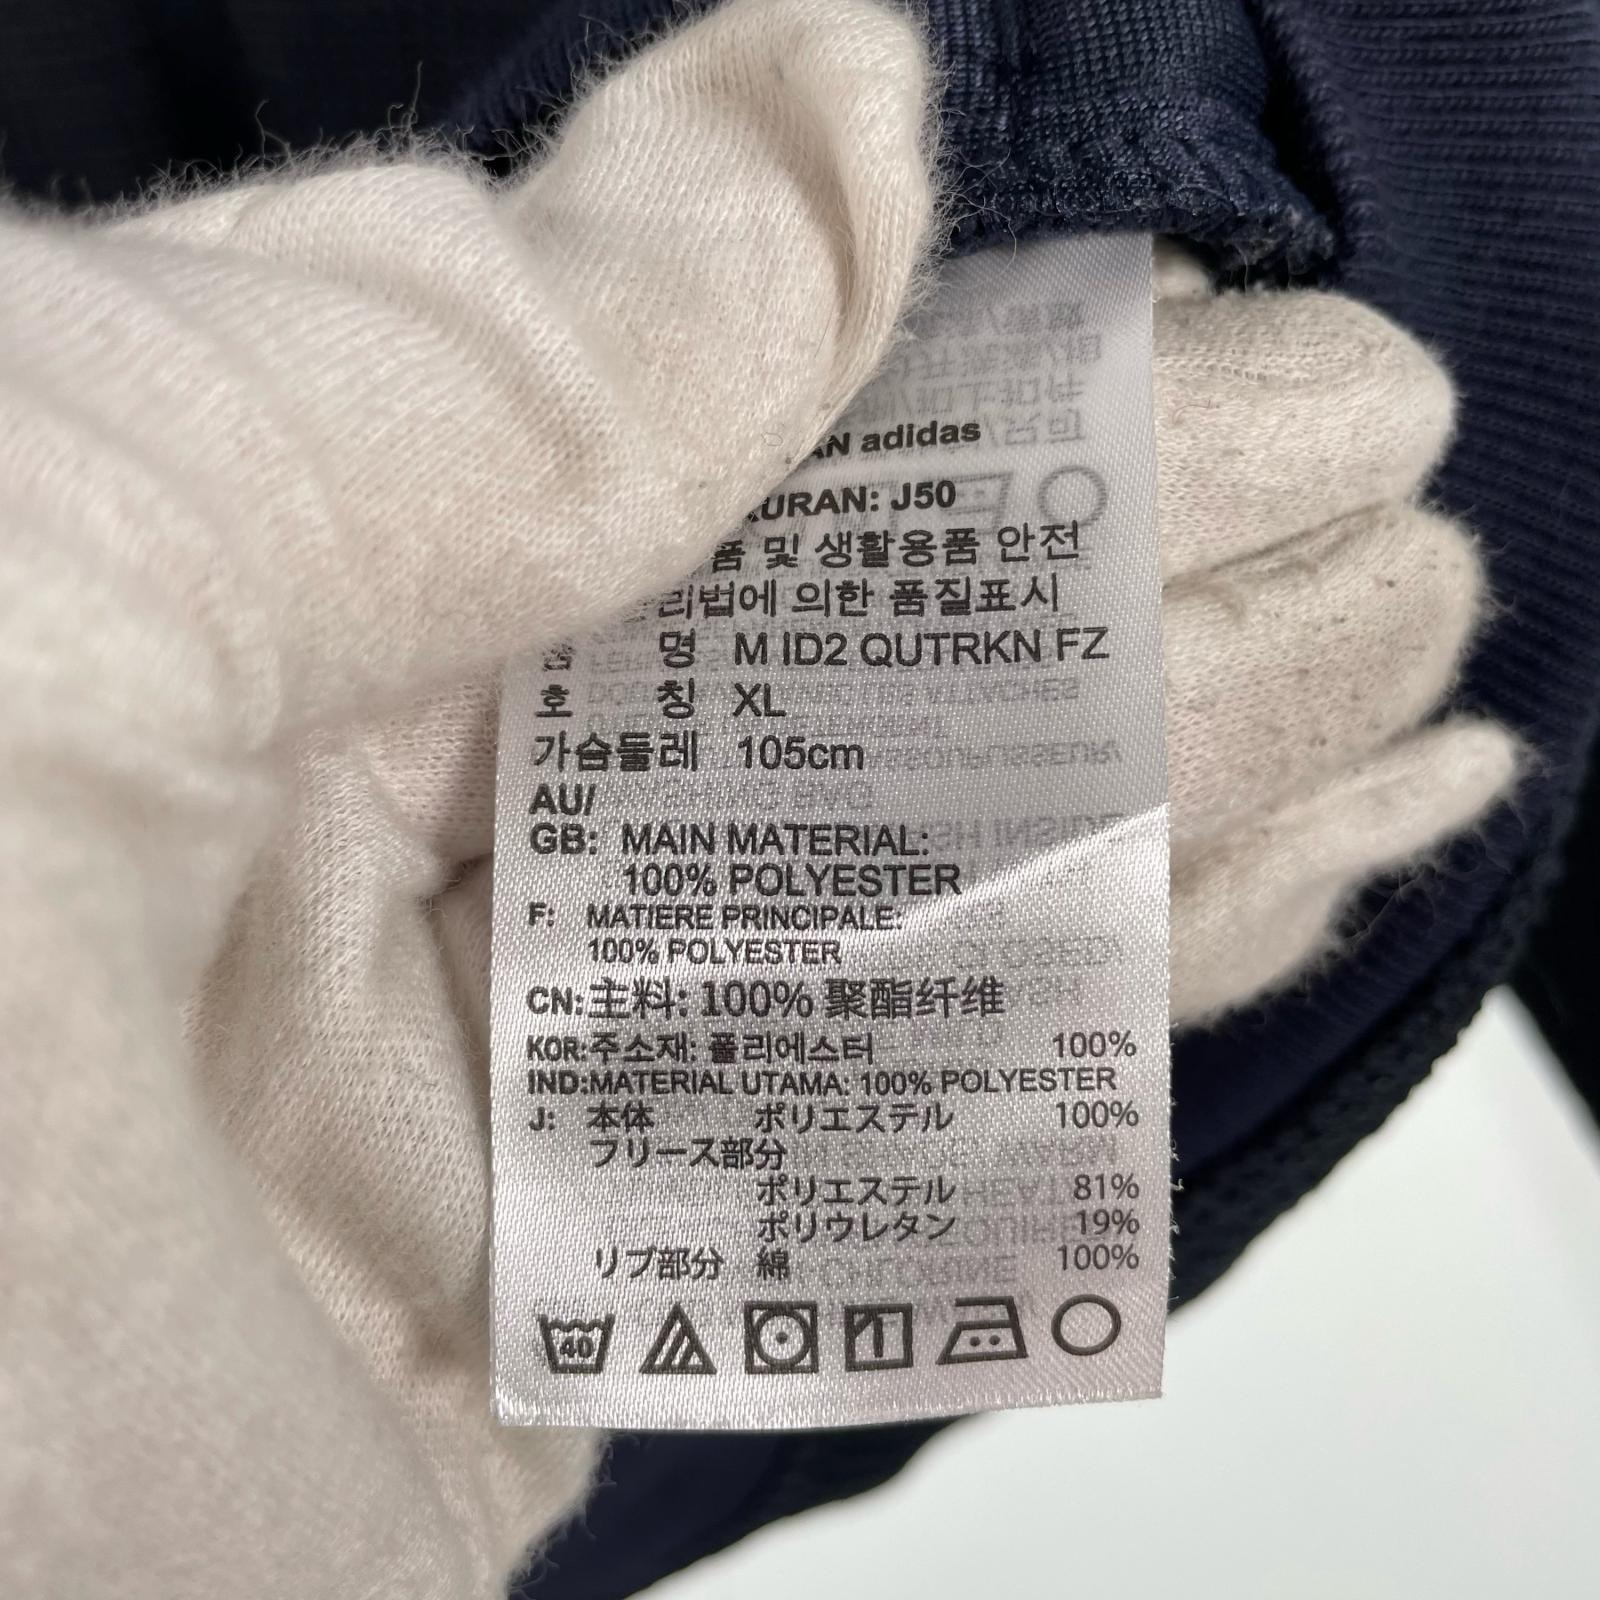 adidas
URAN: J50
품 및 생활용품 안전
리법에 의한 품질표시
명 M ID2 QUTRKN FZ
호 칭 XL
가슴둘레 105cm
AU/
GB: MAIN MATERIAL:
100% POLYESTER
F: MATIERE PRINCIPALE:
100% POLYESTER
CN:主料: 100% 聚酯纤维
KOR:주소재: 폴리에스터 100%
IND:MATERIAL UTAMA: 100% POLYESTER
J: 本体 ポリエステル 100%
フリース部分
ポリエステル 81%
ポリウレタン 19%
リブ部分 綿 100%
40